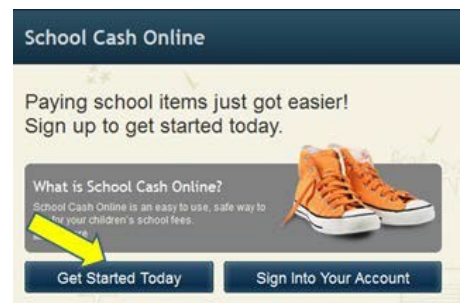 School Cash Online
Paying school items just got easier!
Sign up to get started today.
What is School Cash Online?
School Cash Online is an easy to use, safe way to
for your children's school fees.
Get Started Today
Sign Into Your Account